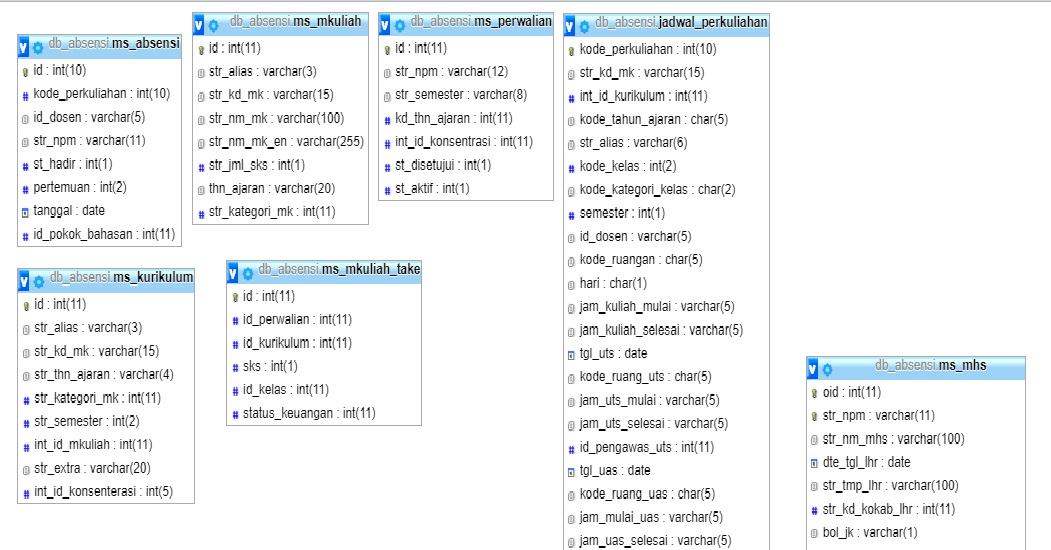 db_absensi.ms_absensi
id : int(10)
kode_perkuliahan : int(10)
id_dosen : varchar(5)
str_npm : varchar(11)
st_hadir : int(1)
pertemuan : int(2)
tanggal : date
id_pokok_bahasan : int(11)
db_absensi.ms_mkuliah
id : int(11)
str_alias : varchar(3)
str_kd_mk : varchar(15)
str_nm_mk : varchar(100)
str_nm_mk_en : varchar(255)
str_jml_sks : int(1)
thn_ajaran : varchar(20)
str_kategori_mk : int(11)
db_absensi.ms_perwalian
id : int(11)
str_npm : varchar(12)
str_semester : varchar(8)
kd_thn_ajaran : int(11)
int_id_konsentrasi : int(11)
st_disetujui : int(1)
st_aktif : int(1)
db_absensi.jadwal_perkuliahan
kode_perkuliahan : int(10)
str_kd_mk : varchar(15)
int_id_kurikulum : int(11)
kode_tahun_ajaran : char(5)
str_alias : varchar(6)
kode_kelas : int(2)
kode_kategori_kelas : char(2)
semester : int(1)
id_dosen : varchar(5)
kode_ruangan : char(5)
hari : char(1)
jam_kuliah_mulai : varchar(5)
jam_kuliah_selesai : varchar(5)
tgl_uts : date
kode_ruang_uts : char(5)
jam_uts_mulai : varchar(5)
jam_uts_selesai : varchar(5)
id_pengawas_uts : int(11)
tgl_uas : date
kode_ruang_uas : char(5)
jam_mulai_uas : varchar(5)
jam_uas_selesai : varchar(5)
db_absensi.ms_kurikulum
id : int(11)
str_alias : varchar(3)
str_kd_mk : varchar(15)
str_thn_ajaran : varchar(4)
str_kategori_mk : int(11)
str_semester : int(2)
int_id_mkuliah : int(11)
str_extra : varchar(20)
int_id_konsenterasi : int(5)
db_absensi.ms_mkuliah_take
id : int(11)
id_perwalian : int(11)
id_kurikulum : int(11)
sks : int(1)
id_kelas : int(11)
status_keuangan : int(11)
db_absensi.ms_mhs
oid : int(11)
str_npm : varchar(11)
str_nm_mhs : varchar(100)
dte_tgl_lhr : date
str_tmp_lhr : varchar(100)
str_kd_kokab_lhr : int(11)
bol_jk : varchar(1)